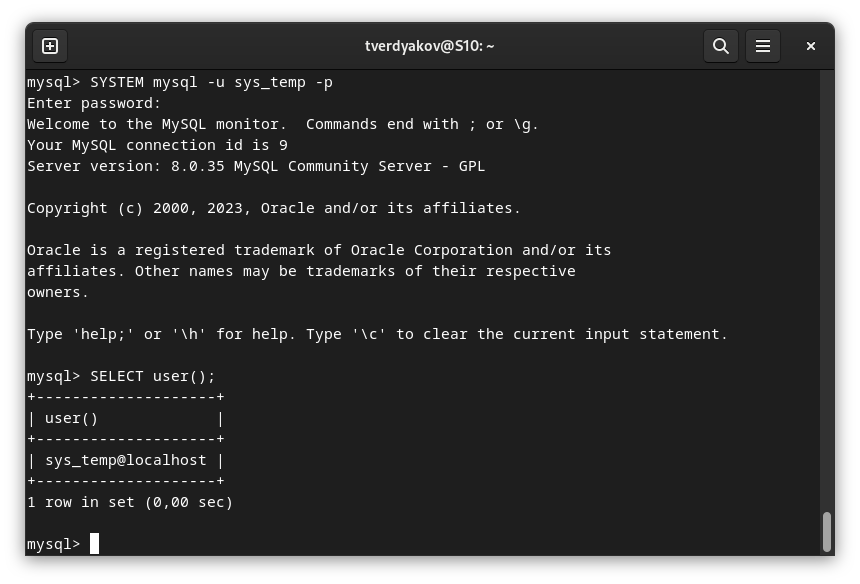 tverdyakov@S10: ~
mysql> SYSTEM mysql -u sys_temp -p
Enter password:
Welcome to the MySQL monitor.  Commands end with ; or \g.
Your MySQL connection id is 9
Server version: 8.0.35 MySQL Community Server - GPL

Copyright (c) 2000, 2023, Oracle and/or its affiliates.

Oracle is a registered trademark of Oracle Corporation and/or its
affiliates. Other names may be trademarks of their respective
owners.

Type 'help;' or '\h' for help. Type '\c' to clear the current input statement.

mysql> SELECT user();
+--------------------+
| user()             |
+--------------------+
| sys_temp@localhost |
+--------------------+
1 row in set (0,00 sec)

mysql>